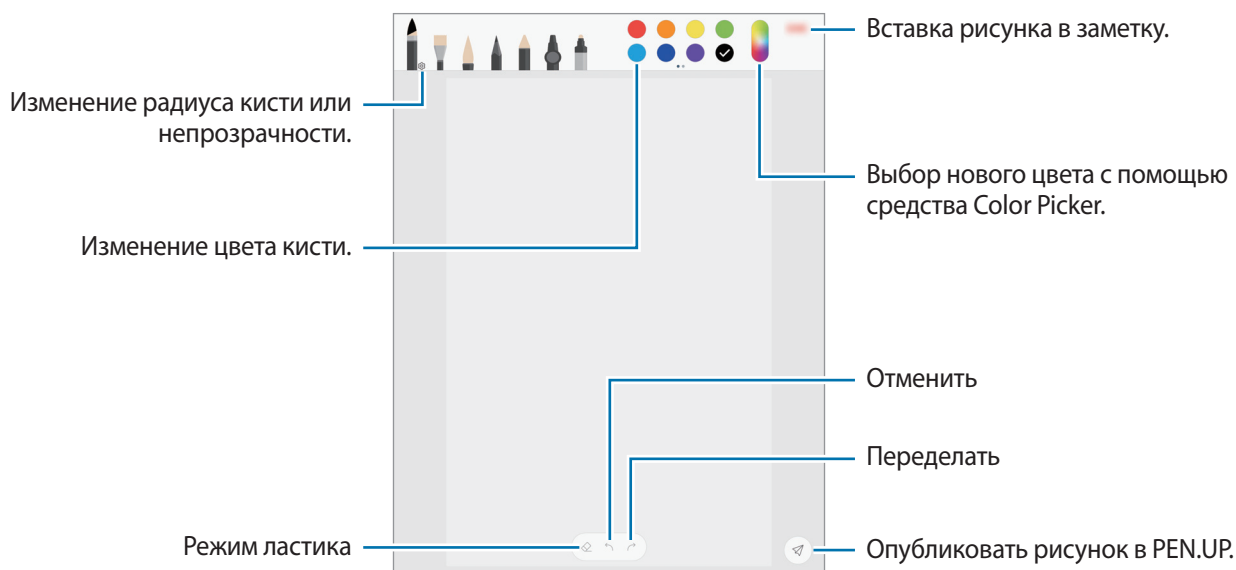 Вставка рисунка в заметку.
Изменение радиуса кисти или
непрозрачности.
Выбор нового цвета с помощью
средства Color Picker.
Изменение цвета кисти.
Отменить
Переделать
Режим ластика
Опубликовать рисунок в PEN.UP.